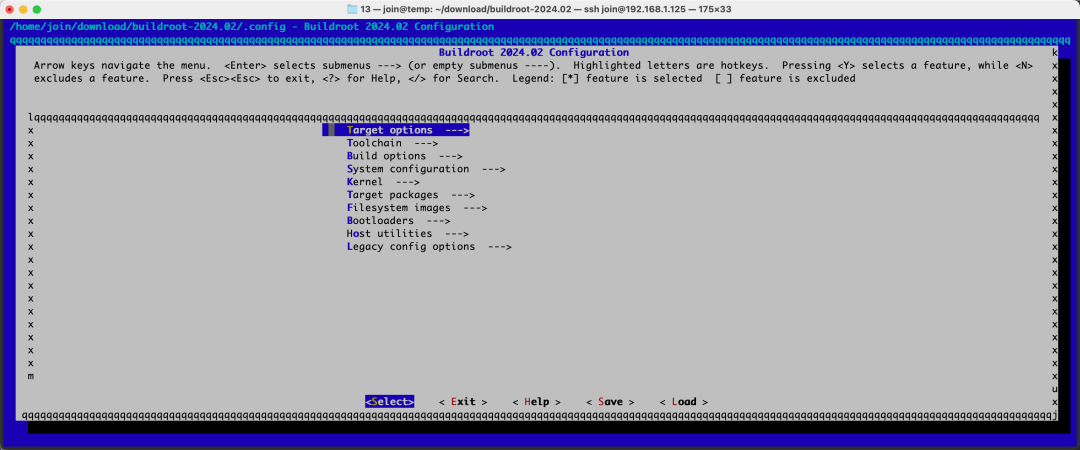 13 — join@temp: ~/download/buildroot-2024.02 — ssh join@192.168.1.125 — 175×33
/home/join/download/buildroot-2024.02/.config - Buildroot 2024.02 Configuration
Buildroot 2024.02 Configuration
Arrow keys navigate the menu.  <Enter> selects submenus ---> (or empty submenus ----).  Highlighted letters are hotkeys.  Pressing <Y> selects a feature, while <N>
excludes a feature.  Press <Esc><Esc> to exit, <?> for Help, </> for Search.  Legend: [*] feature is selected  [ ] feature is excluded
Target options  --->
Toolchain  --->
Build options  --->
System configuration  --->
Kernel  --->
Target packages  --->
Filesystem images  --->
Bootloaders  --->
Host utilities  --->
Legacy config options  --->
<Select>    < Exit >    < Help >    < Save >    < Load >